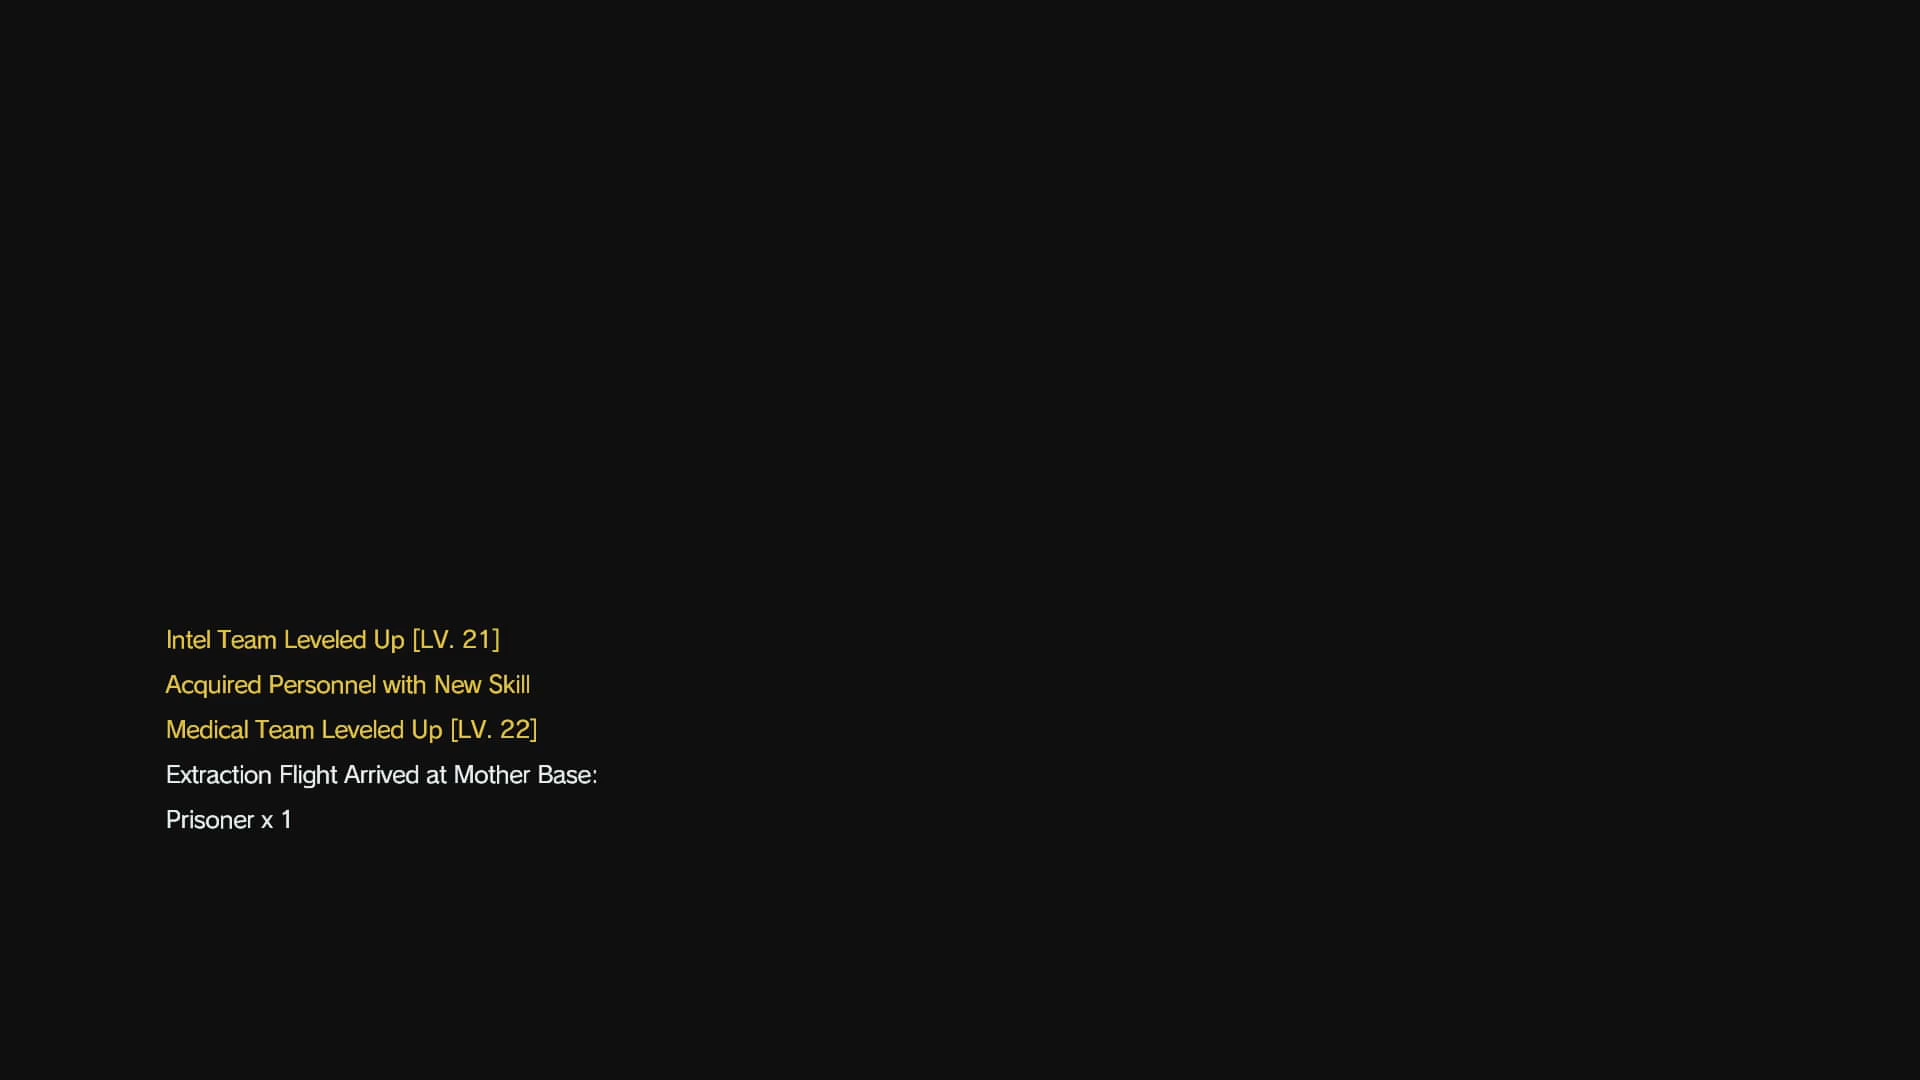 Intel Team Leveled Up [LV. 21]
Acquired Personnel with New Skill
Medical Team Leveled Up [LV. 22]
Extraction Flight Arrived at Mother Base:
Prisoner x 1